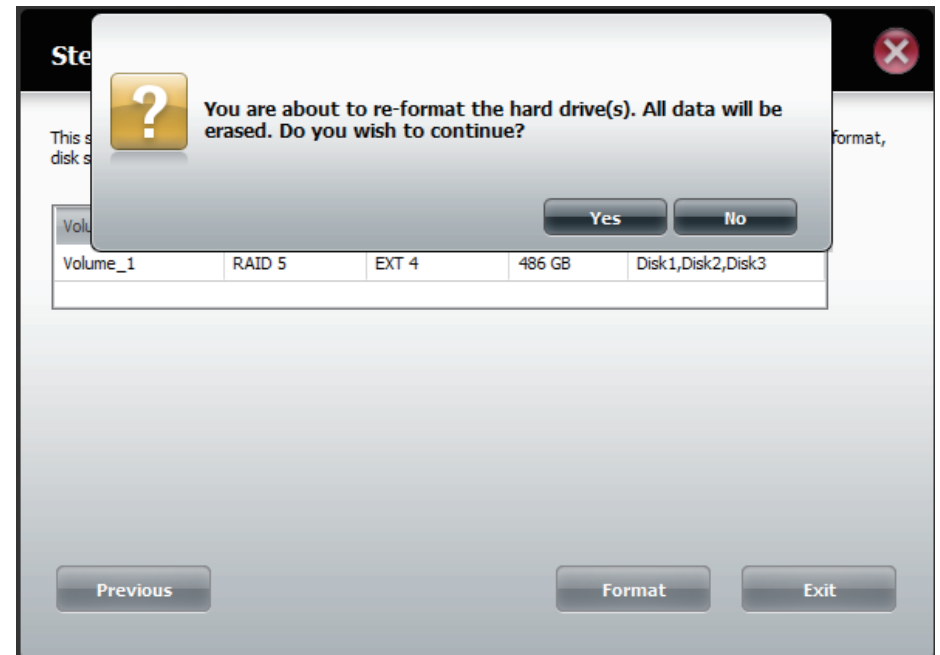 Ste
You are about to re-format the hard drive(s). All data will be
erased. Do you wish to continue?
This s
format,
disk s
Yes No
Volu
Volume_1 RAID 5 EXT 4 486 GB Disk1,Disk2,Disk3
Previous Format Exit